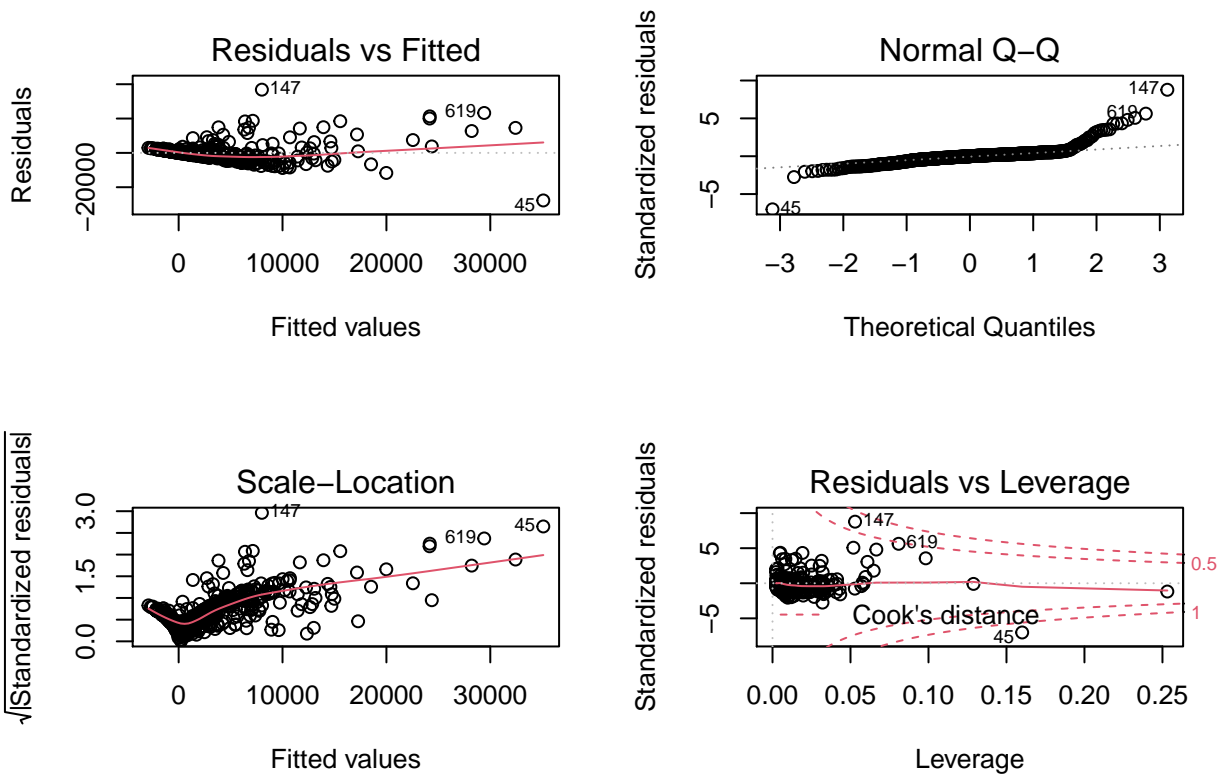 Residuals vs Fitted
Residuals
−20000
0 10000 20000 30000
Fitted values
147
619
45
Normal Q−Q
Standardized residuals
−5 5
−3 −2 −1 0 1 2 3
Theoretical Quantiles
147
619
45
Scale−Location
√|Standardized residuals|
0.0 1.5 3.0
0 10000 20000 30000
Fitted values
147
619
45
Residuals vs Leverage
Standardized residuals
−5 5
0.00 0.05 0.10 0.15 0.20 0.25
Leverage
147
619
0.5
Cook's distance
1
45